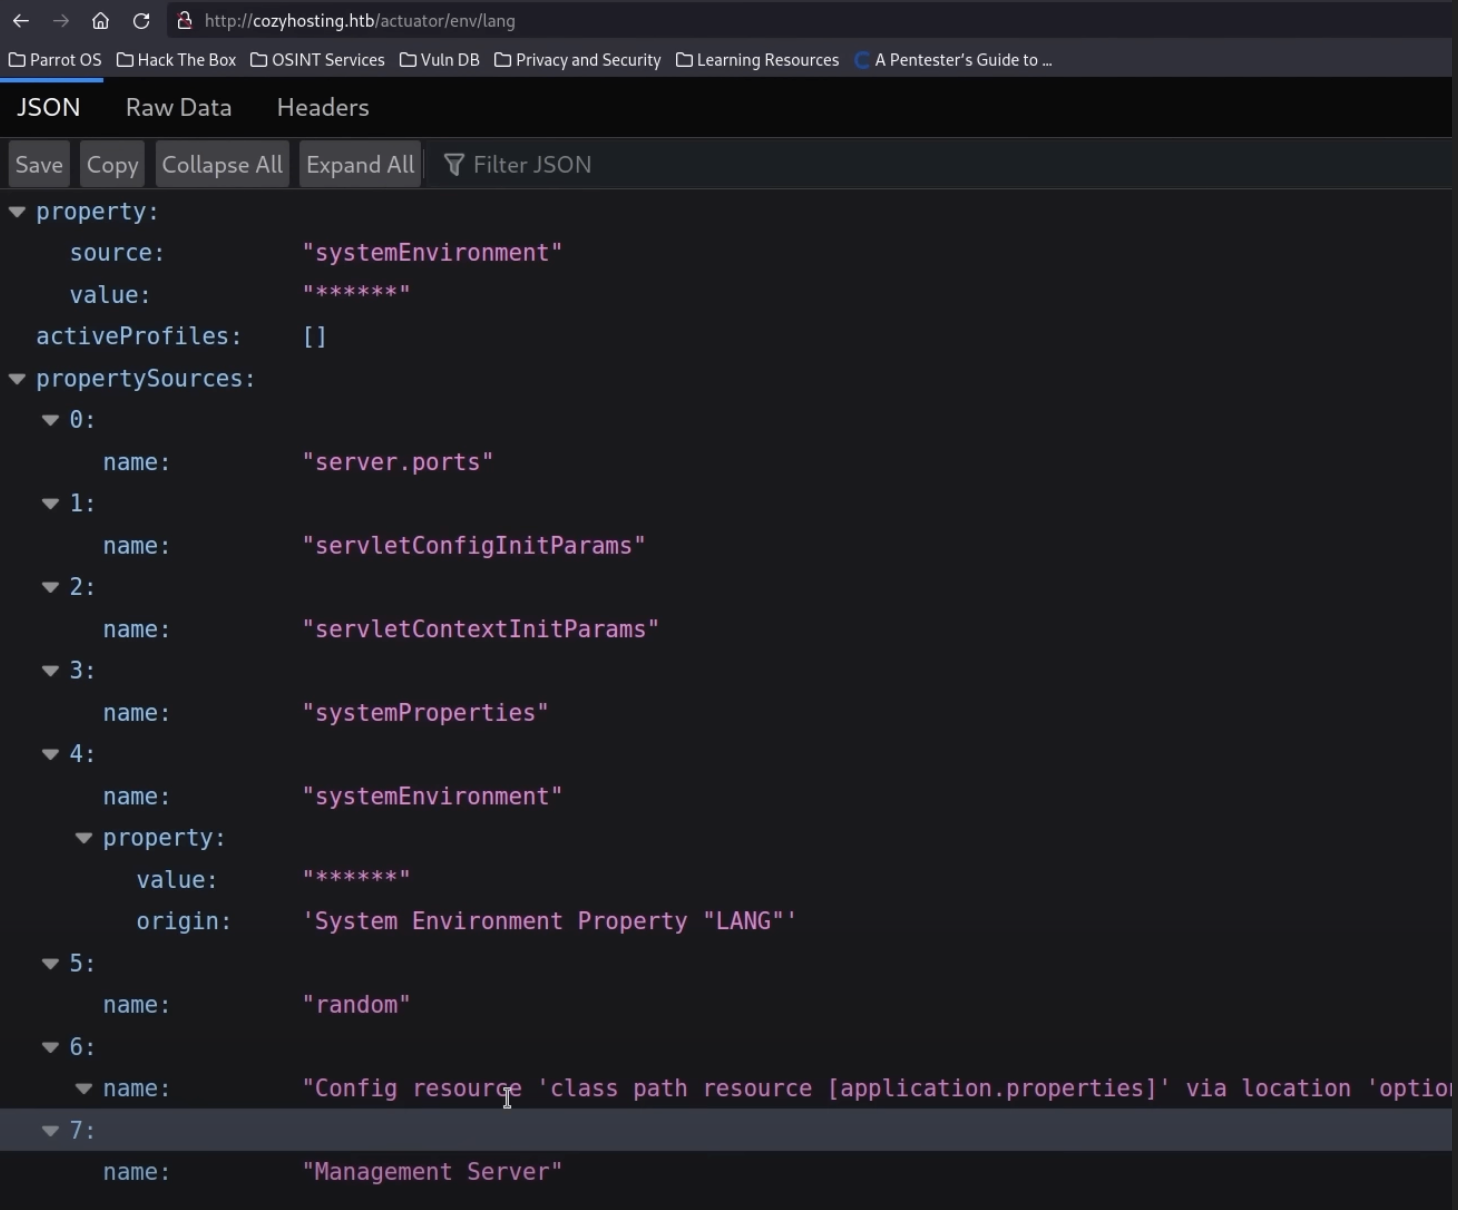 http://cozyhosting.htb/actuator/env/lang
Parrot OS Hack The Box OSINT Services Vuln DB Privacy and Security Learning Resources A Pentester's Guide to ...
JSON Raw Data Headers
Save Copy Collapse All Expand All Filter JSON
property:
source: "systemEnvironment"
value: "******"
activeProfiles: []
propertySources:
0:
name: "server.ports"
1:
name: "servletConfigInitParams"
2:
name: "servletContextInitParams"
3:
name: "systemProperties"
4:
name: "systemEnvironment"
property:
value: "******"
origin: 'System Environment Property "LANG"'
5:
name: "random"
6:
name: "Config resource 'class path resource [application.properties]' via location 'option
7:
name: "Management Server"